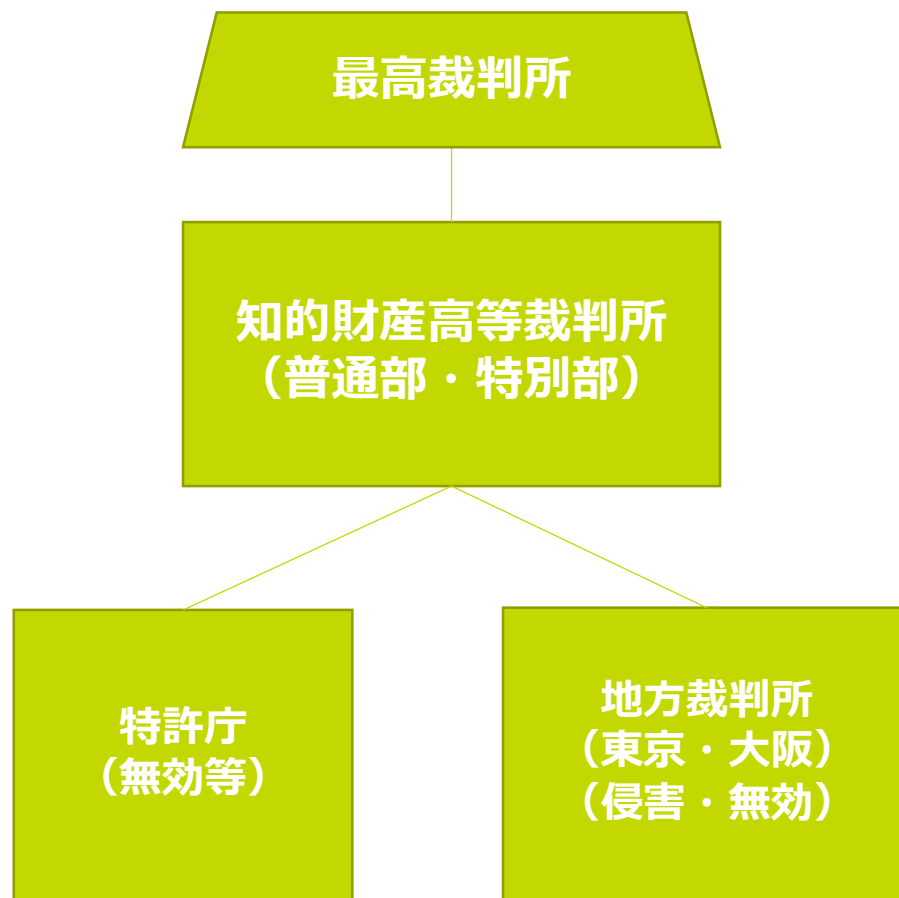 最高裁判所
知的財産高等裁判所
（普通部・特別部）
特許庁
（無効等）
地方裁判所
（東京・大阪）
（侵害・無効）